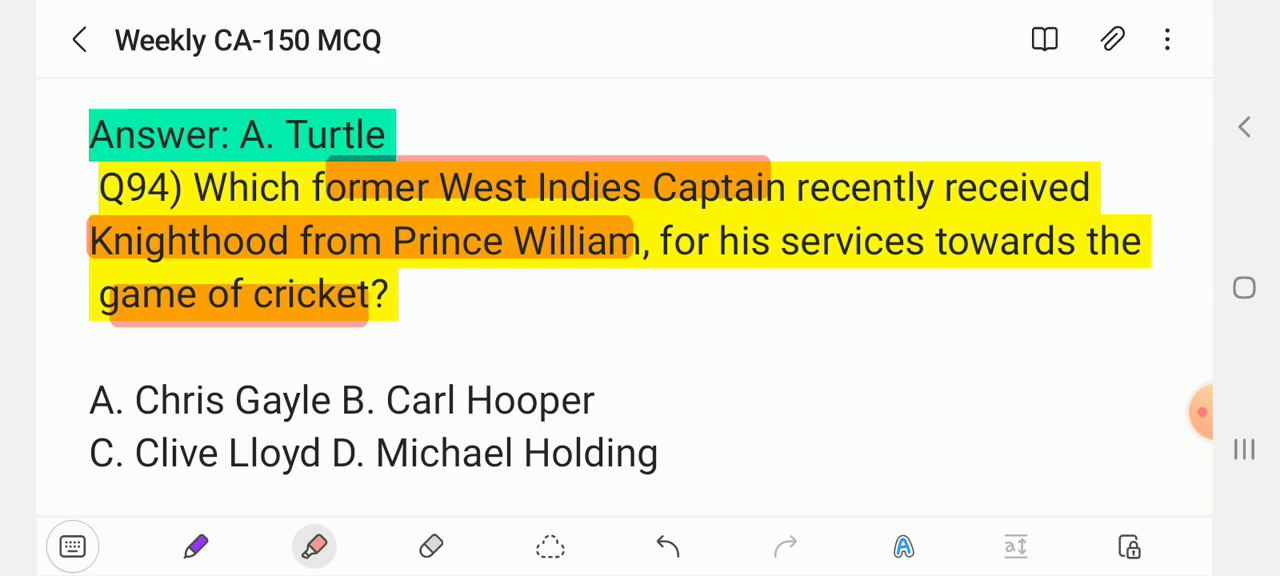 Weekly CA-150 MCQ
Answer: A. Turtle
Q94) Which former West Indies Captain recently received
Knighthood from Prince William, for his services towards the
game of cricket?
A. Chris Gayle B. Carl Hooper
C. Clive Lloyd D. Michael Holding